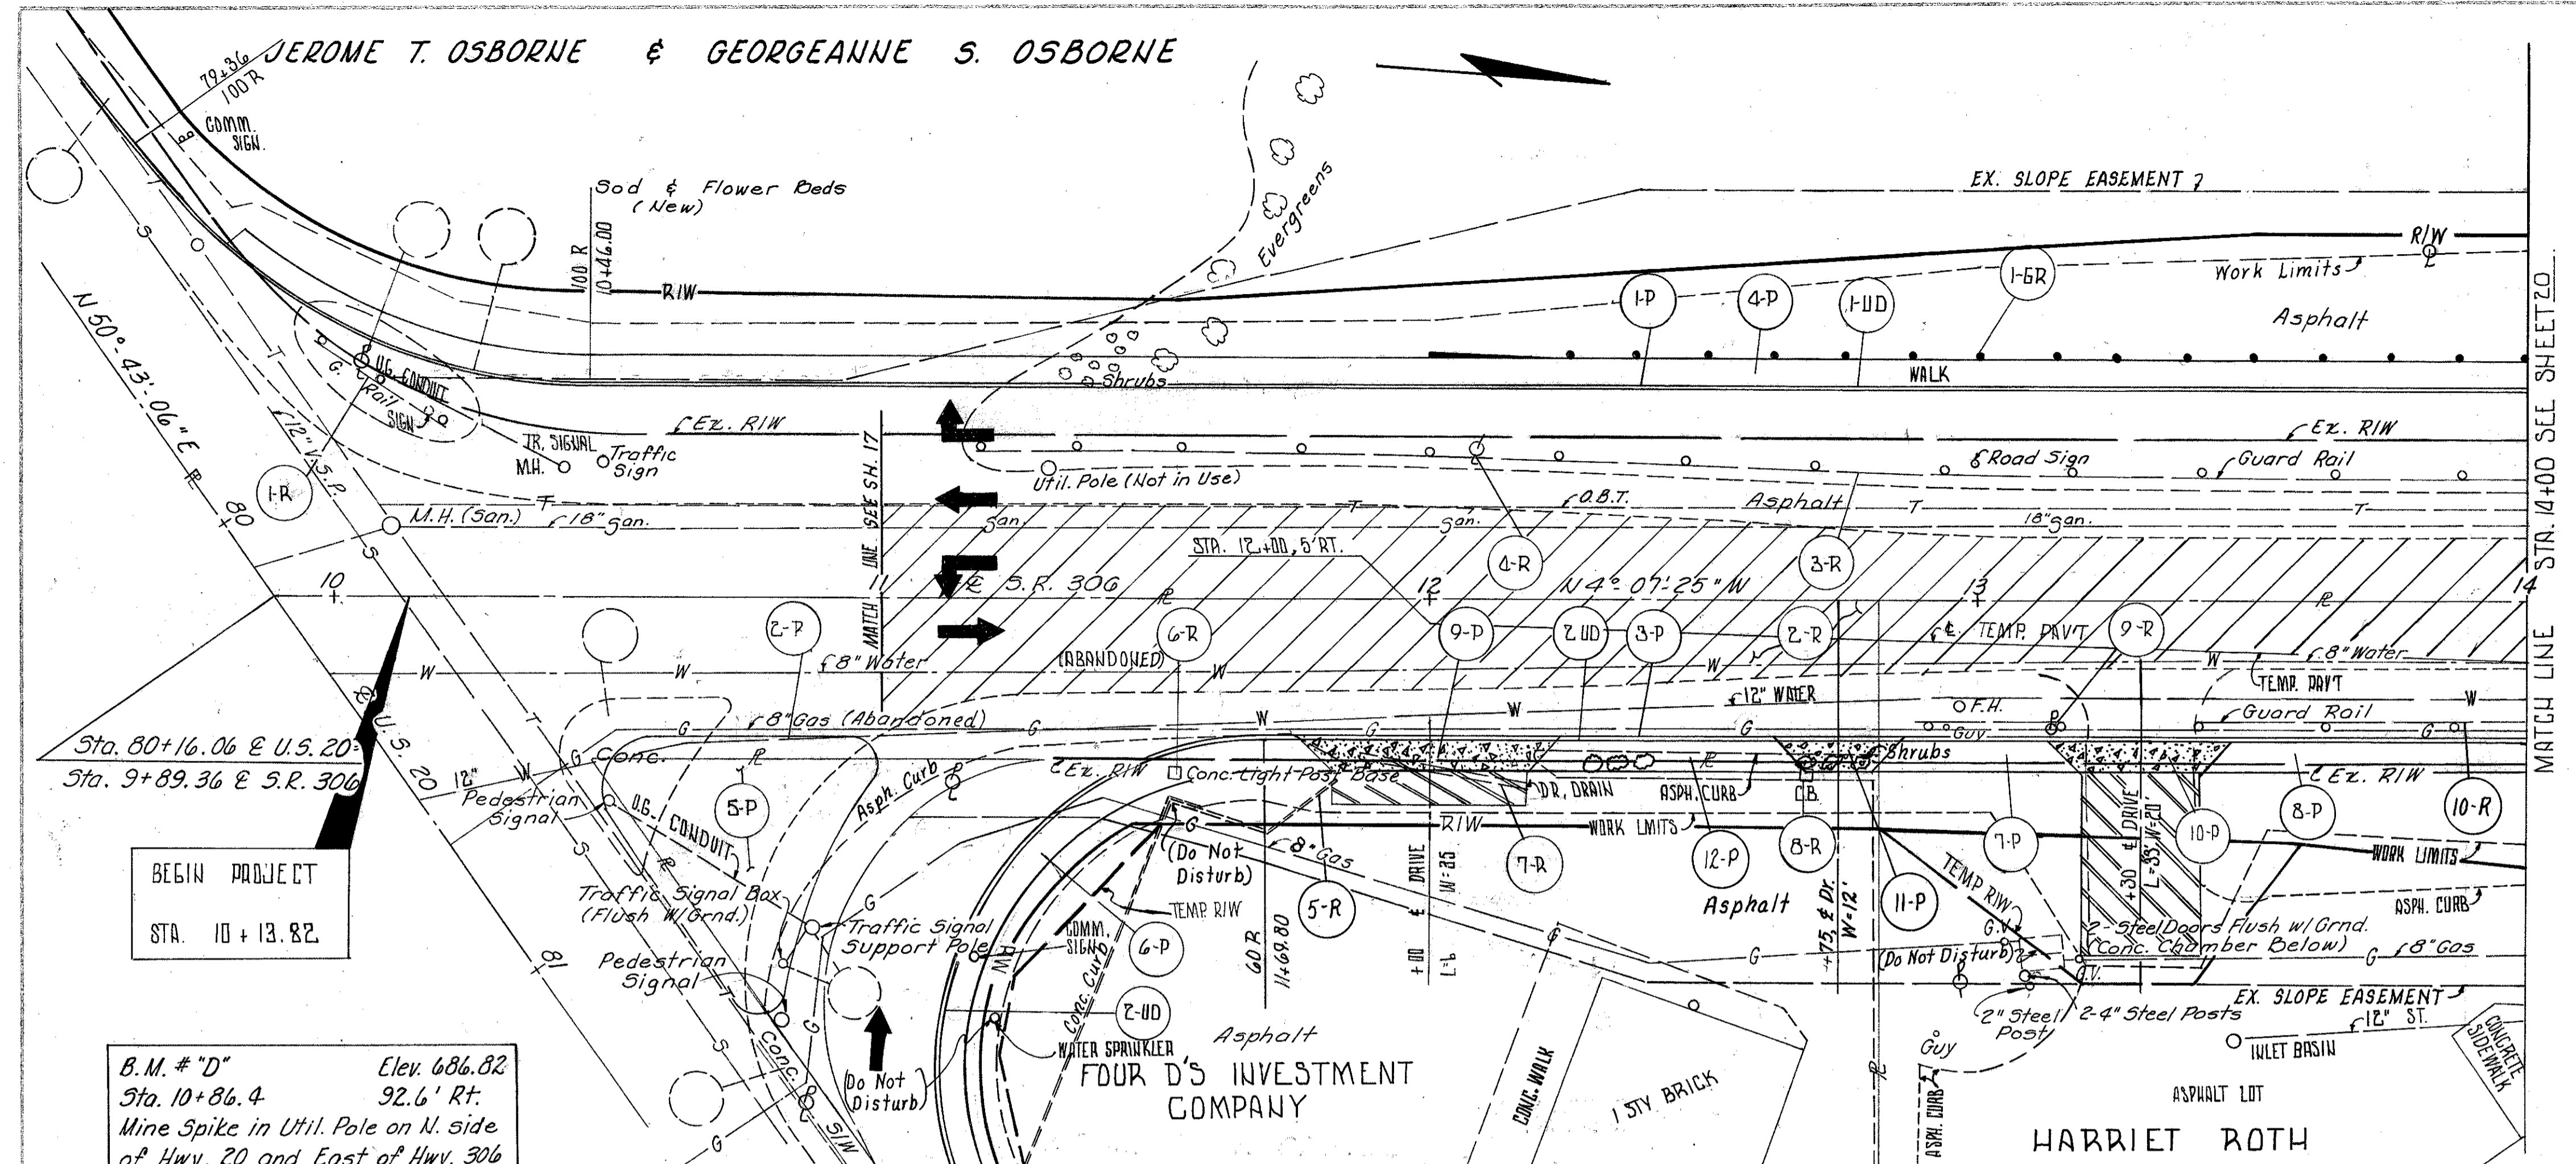 JEROME T. OSBORNE & GEORGEANNE S. OSBORNE
79+36
100 R
COMM.
SIGN.
Sod & Flower Beds
(New)
100 R
10+46.00
Evergreens
EX. SLOPE EASEMENT
R/W
R/W
Work Limits
Asphalt
1-P
4-P
1-UD
1-GR
Shrubs
WALK
U.G. CONDUIT
G. Rail
SIGN
Ex. R/W
Ex. R/W
TR. SIGNAL
M.H.
Traffic
Sign
N 50°-43'-06" E
12" V.S.P.
1-R
M.H. (San.)
18" San.
MATCH LINE SEE SH. 17
Util. Pole (Not in Use)
Road Sign
Guard Rail
O.B.T.
Asphalt
T
T
T
T
San.
San.
18" San.
STA. 12+00, 5' RT.
4-R
3-R
80
10
11
₵ S.R. 306
12
N 4°-07'-25" W
13
14
MATCH LINE STA. 14+00 SEE SHEET 20
2-R
6-R
9-P
2 UD
3-P
2-R
9-R
₵ TEMP. PAV'T
(ABANDONED)
8" Water
8" Water
W
W
W
W
W
TEMP. PAV'T
12" WATER
F.H.
Guy
Guard Rail
8" Gas (Abandoned)
G
G
G
G
G
W
W
W
Sta. 80+16.06 ₵ U.S. 20=
Sta. 9+89.36 ₵ S.R. 306
₵ U.S. 20
Conc.
12"
W
Pedestrian
Signal
U.G. CONDUIT
5-P
Asph. Curb
Ex. R/W
Conc. Light Post Base
DR. DRAIN
ASPH. CURB
C.B.
Shrubs
Ex. R/W
BEGIN PROJECT
STA. 10 + 13.82
R/W
WORK LMITS
8" Gas
(Do Not
Disturb)
TEMP. R/W
5-R
7-R
12-P
8-R
11-P
7-P
10-P
8-P
10-R
WORK LIMITS
ASPH. CURB
+30 ₵ DRIVE
L=33', W=20'
TEMP R/W
+00 ₵ DRIVE
L=6 W=35
60 R
11+69.80
+75, ₵ Dr.
W=12'
Asphalt
Traffic Signal Box
(Flush W/Grnd.)
Traffic Signal
Support Pole
COMM.
SIGN
6-P
Conc. Curb
Pedestrian
Signal
81
2-UD
WATER SPRINKLER
(Do Not
Disturb)
Asphalt
FOUR D'S INVESTMENT
COMPANY
CONC. WALK
1 STY. BRICK
G.V.
2-Steel Doors Flush w/Grnd.
(Conc. Chamber Below)
8" Gas
(Do Not Disturb)
G.V.
EX. SLOPE EASEMENT
2" Steel
Post
2-4" Steel Posts
12" ST.
INLET BASIN
CONCRETE
SIDEWALK
Guy
ASPH. CURB
ASPHALT LOT
HARRIET ROTH
Conc. S/W
B.M. # "D" Elev. 686.82
Sta. 10+86.4 92.6' Rt.
Mine Spike in Util. Pole on N. side
of Hwy. 20 and East of Hwy. 306